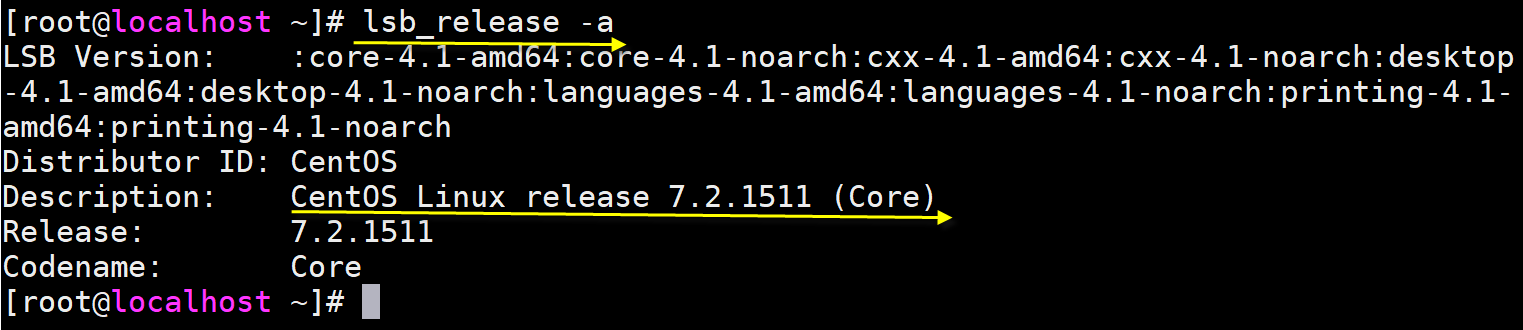 [root@localhost ~]# lsb_release -a
LSB Version:    :core-4.1-amd64:core-4.1-noarch:cxx-4.1-amd64:cxx-4.1-noarch:desktop
-4.1-amd64:desktop-4.1-noarch:languages-4.1-amd64:languages-4.1-noarch:printing-4.1-
amd64:printing-4.1-noarch
Distributor ID: CentOS
Description:    CentOS Linux release 7.2.1511 (Core)
Release:        7.2.1511
Codename:       Core
[root@localhost ~]#